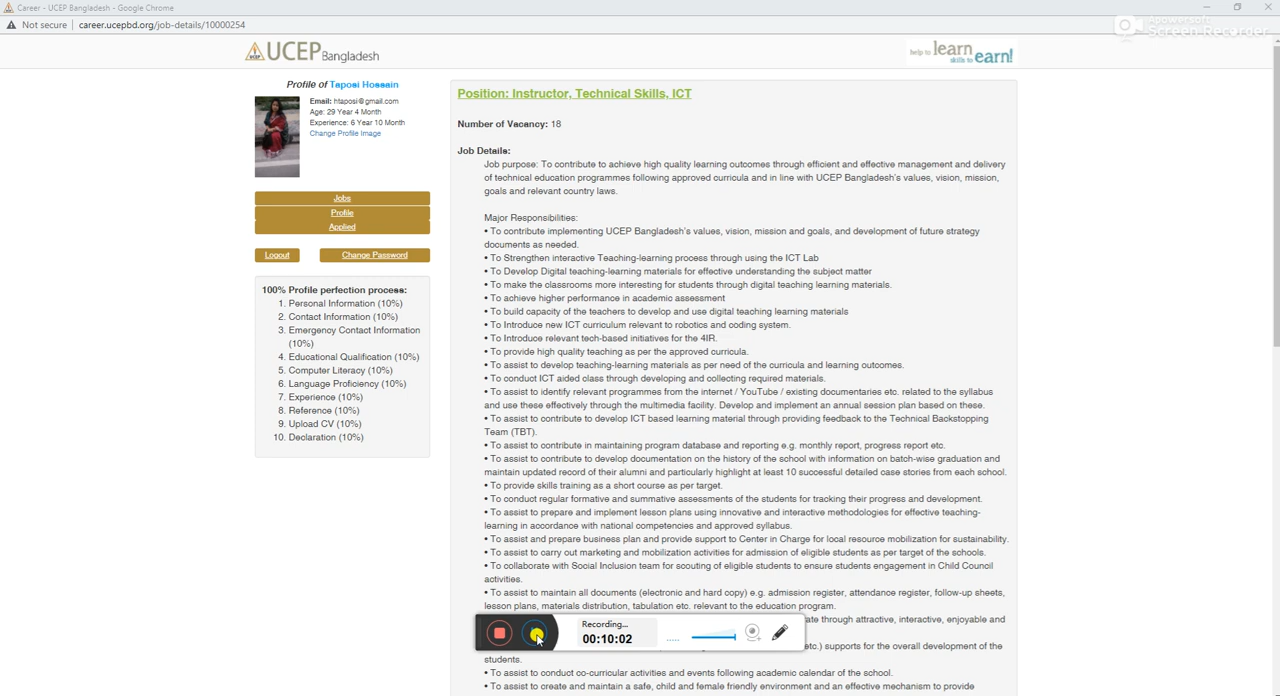 Career - UCEP Bangladesh - Google Chrome
Not secure | career.ucepbd.org/job-details/10000254
Apowersoft
Screen Recorder
UCEP Bangladesh
help to learn
skills to earn!
Profile of Taposi Hossain
Email: htaposi@gmail.com
Age: 29 Year 4 Month
Experience: 6 Year 10 Month
Change Profile Image
Jobs
Profile
Applied
Logout
Change Password
100% Profile perfection process:
1. Personal Information (10%)
2. Contact Information (10%)
3. Emergency Contact Information
(10%)
4. Educational Qualification (10%)
5. Computer Literacy (10%)
6. Language Proficiency (10%)
7. Experience (10%)
8. Reference (10%)
9. Upload CV (10%)
10. Declaration (10%)
Position: Instructor, Technical Skills, ICT
Number of Vacancy: 18
Job Details:
Job purpose: To contribute to achieve high quality learning outcomes through efficient and effective management and delivery
of technical education programmes following approved curricula and in line with UCEP Bangladesh's values, vision, mission,
goals and relevant country laws.
Major Responsibilities:
• To contribute implementing UCEP Bangladesh's values, vision, mission and goals, and development of future strategy
documents as needed.
• To Strengthen interactive Teaching-learning process through using the ICT Lab
• To Develop Digital teaching-learning materials for effective understanding the subject matter
• To make the classrooms more interesting for students through digital teaching learning materials.
• To achieve higher performance in academic assessment
• To build capacity of the teachers to develop and use digital teaching learning materials
• To Introduce new ICT curriculum relevant to robotics and coding system.
• To Introduce relevant tech-based initiatives for the 4IR.
• To provide high quality teaching as per the approved curricula.
• To assist to develop teaching-learning materials as per need of the curricula and learning outcomes.
• To conduct ICT aided class through developing and collecting required materials.
• To assist to identify relevant programmes from the internet / YouTube / existing documentaries etc. related to the syllabus
and use these effectively through the multimedia facility. Develop and implement an annual session plan based on these.
• To assist to contribute to develop ICT based learning material through providing feedback to the Technical Backstopping
Team (TBT).
• To assist to contribute in maintaining program database and reporting e.g. monthly report, progress report etc.
• To assist to contribute to develop documentation on the history of the school with information on batch-wise graduation and
maintain updated record of their alumni and particularly highlight at least 10 successful detailed case stories from each school.
• To provide skills training as a short course as per target.
• To conduct regular formative and summative assessments of the students for tracking their progress and development.
• To assist to prepare and implement lesson plans using innovative and interactive methodologies for effective teaching-
learning in accordance with national competencies and approved syllabus.
• To assist and prepare business plan and provide support to Center in Charge for local resource mobilization for sustainability.
• To assist to carry out marketing and mobilization activities for admission of eligible students as per target of the schools.
• To collaborate with Social Inclusion team for scouting of eligible students to ensure students engagement in Child Council
activities.
• To assist to maintain all documents (electronic and hard copy) e.g. admission register, attendance register, follow-up sheets,
lesson plans, materials distribution, tabulation etc. relevant to the education program.
ate through attractive, interactive, enjoyable and
etc.) supports for the overall development of the
students.
• To assist to conduct co-curricular activities and events following academic calendar of the school.
• To assist to create and maintain a safe, child and female friendly environment and an effective mechanism to provide
Recording...
00:10:02